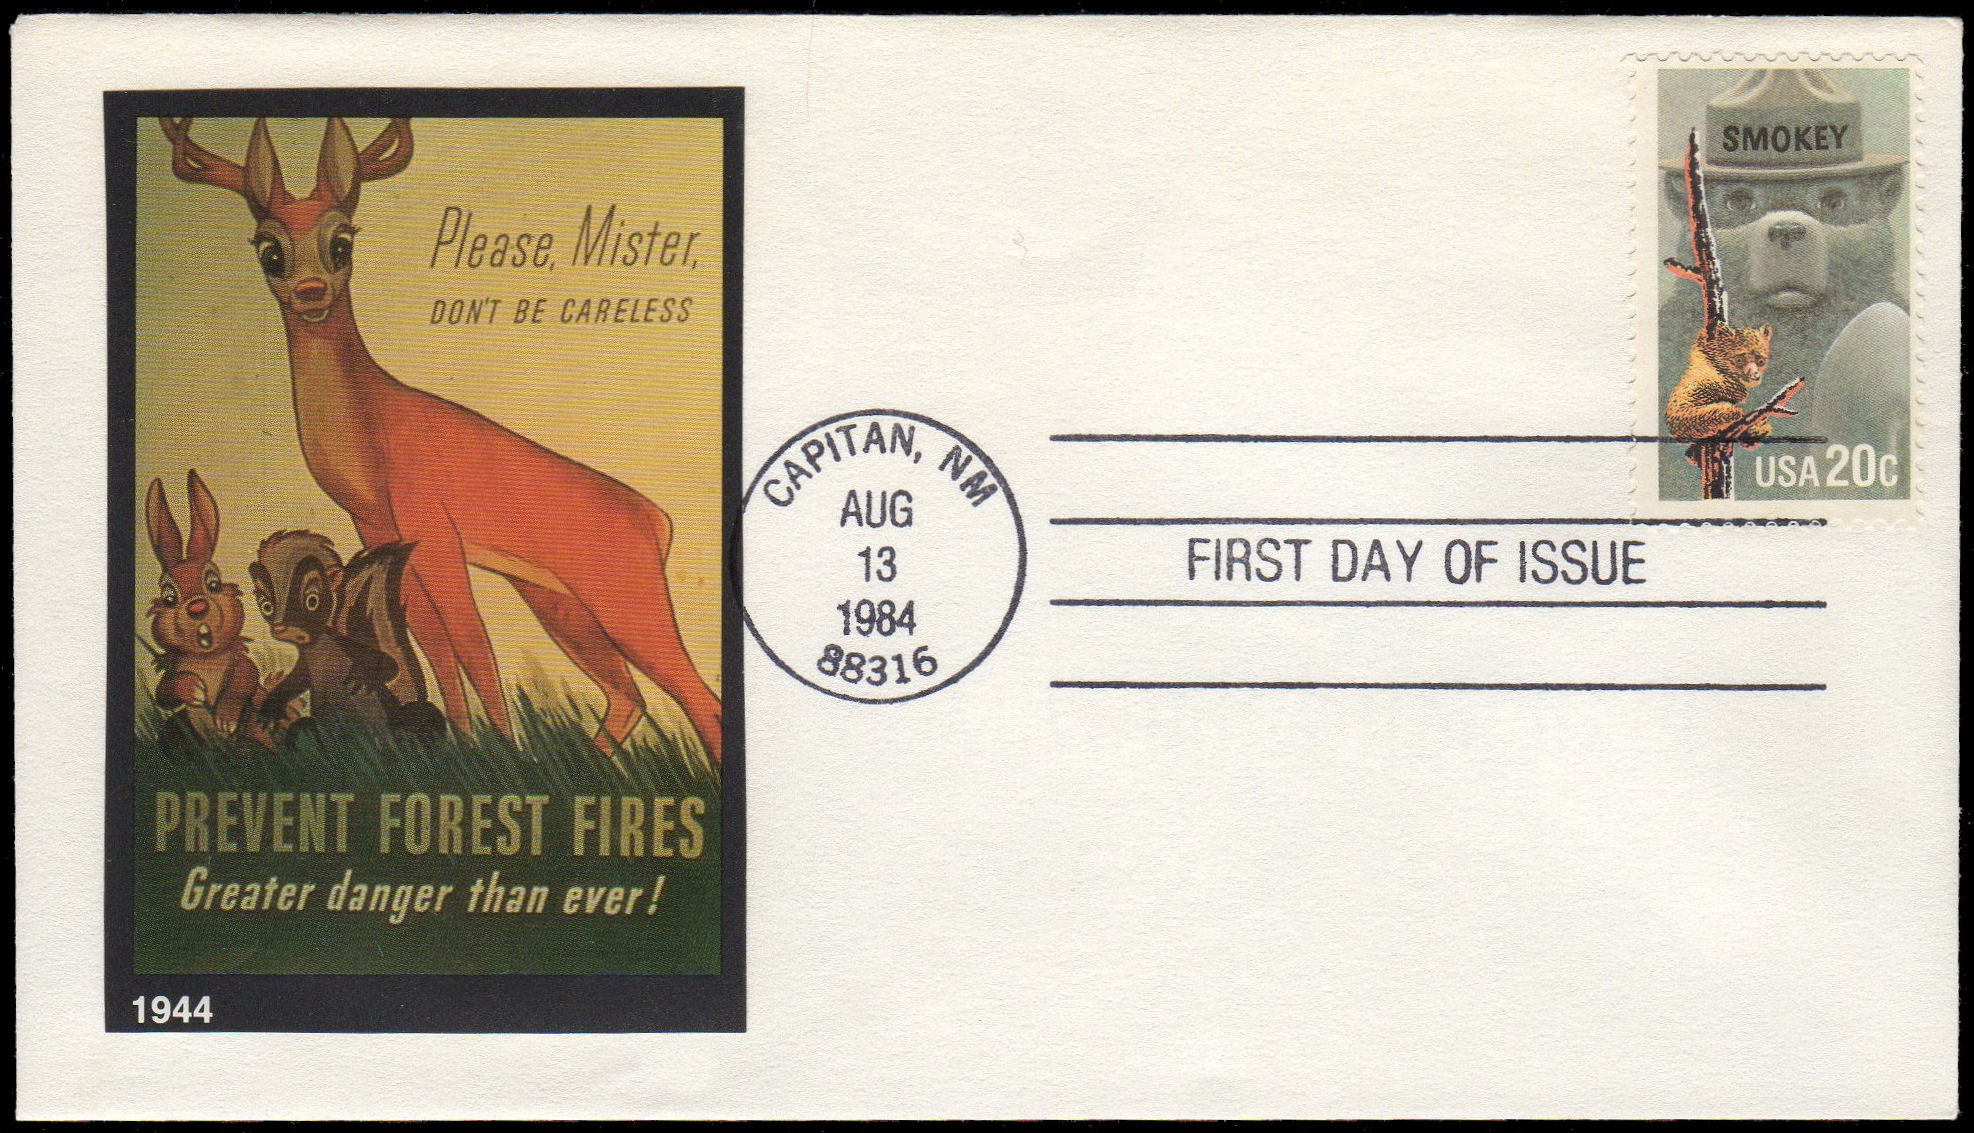 Please, Mister,
DON'T BE CARELESS
PREVENT FOREST FIRES
Greater danger than ever!
1944
CAPITAN, NM
AUG
13
1984
88316
FIRST DAY OF ISSUE
SMOKEY
USA 20c